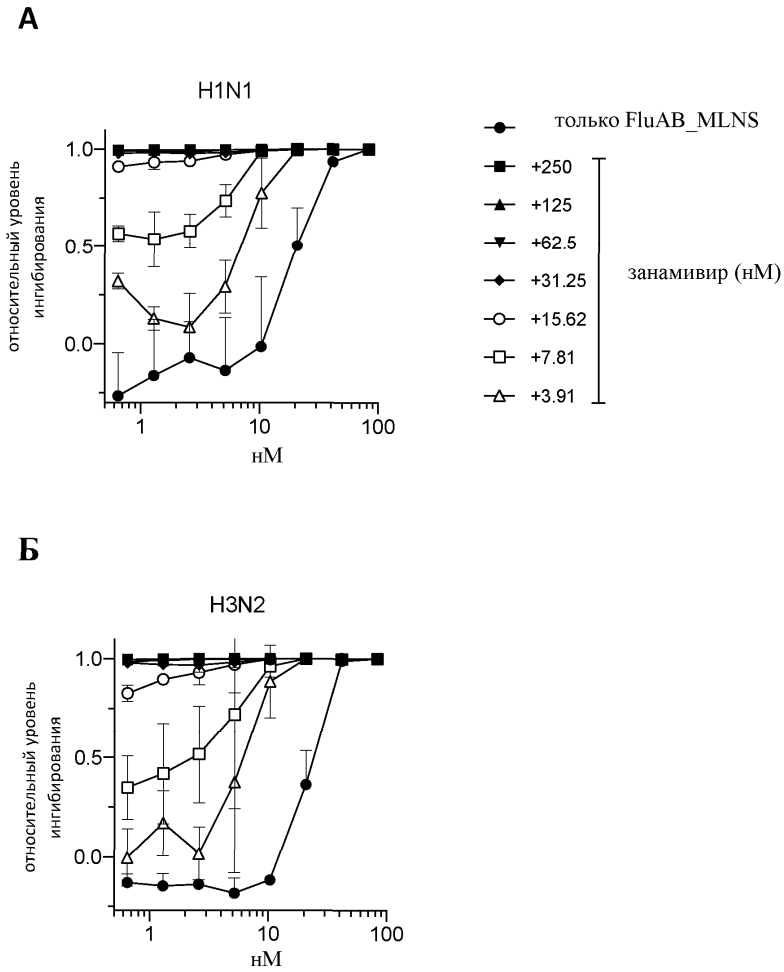 А
H1N1
1.0
0.5
0.0
относительный уровень
ингибирования
1
10
100
нМ
только FluAB_MLNS
+250
+125
+62.5
+31.25
+15.62
+7.81
+3.91
занамивир (нМ)
Б
H3N2
1.0
0.5
0.0
относительный уровень
ингибирования
1
10
100
нМ